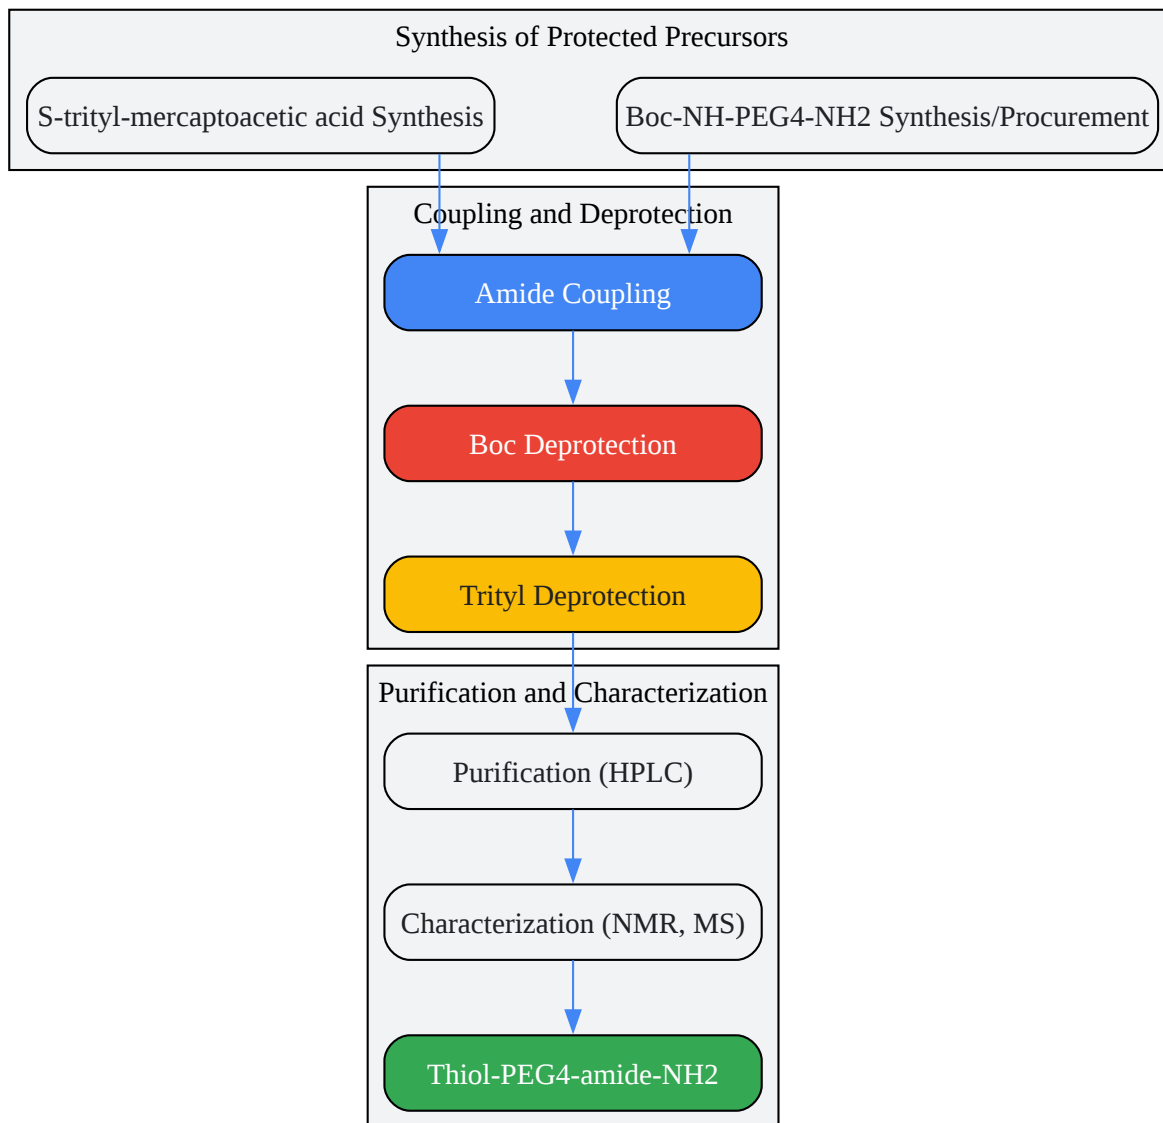 Synthesis of Protected Precursors
S-trityl-mercaptoacetic acid Synthesis
Boc-NH-PEG4-NH2 Synthesis/Procurement
Coupling and Deprotection
Amide Coupling
Boc Deprotection
Trityl Deprotection
Purification and Characterization
Purification (HPLC)
Characterization (NMR, MS)
Thiol-PEG4-amide-NH2